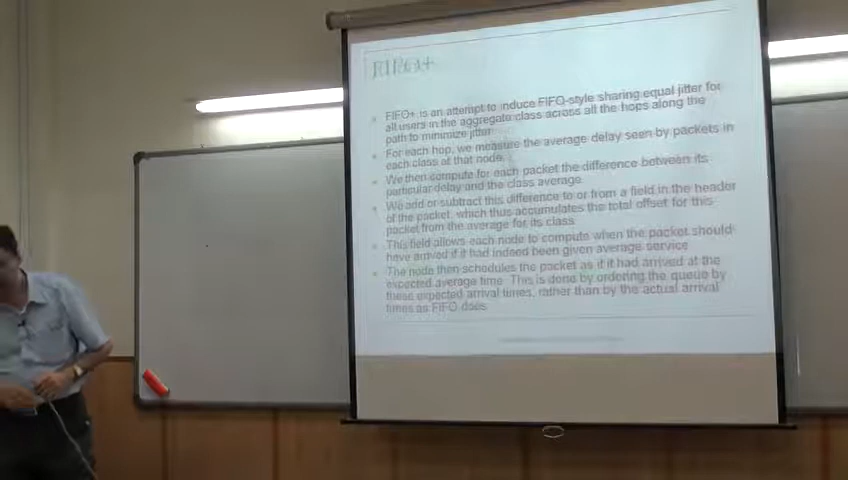 FIFO+
FIFO+ is an attempt to induce FIFO-style sharing equal jitter for
all users in the aggregate class across all the hops along the
path to minimize jitter
For each hop, we measure the average delay seen by packets in
each class at that node.
We then compute for each packet the difference between its
particular delay and the class average.
We add or subtract this difference to or from a field in the header
of the packet, which thus accumulates the total offset for this
packet from the average for its class
This field allows each node to compute when the packet should
have arrived if it had indeed been given average service
The node then schedules the packet as if it had arrived at the
expected average time. This is done by ordering the queue by
these expected arrival times, rather than by the actual arrival
times as FIFO does